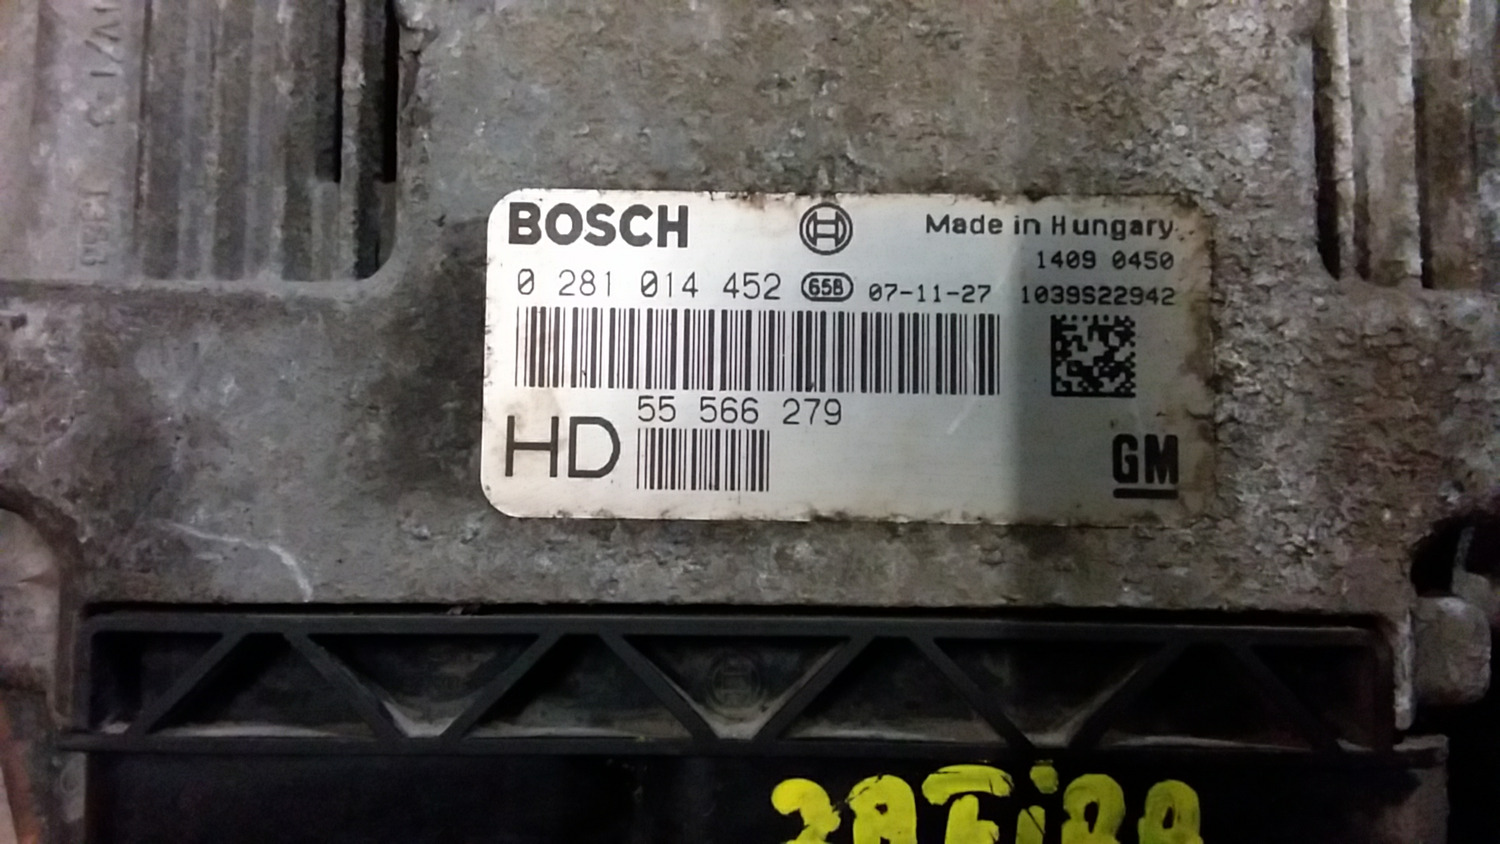 BOSCH
Made in Hungary
1409 0450
0 281 014 452 658 07-11-27 1039S22942
55 566 279
HD
GM